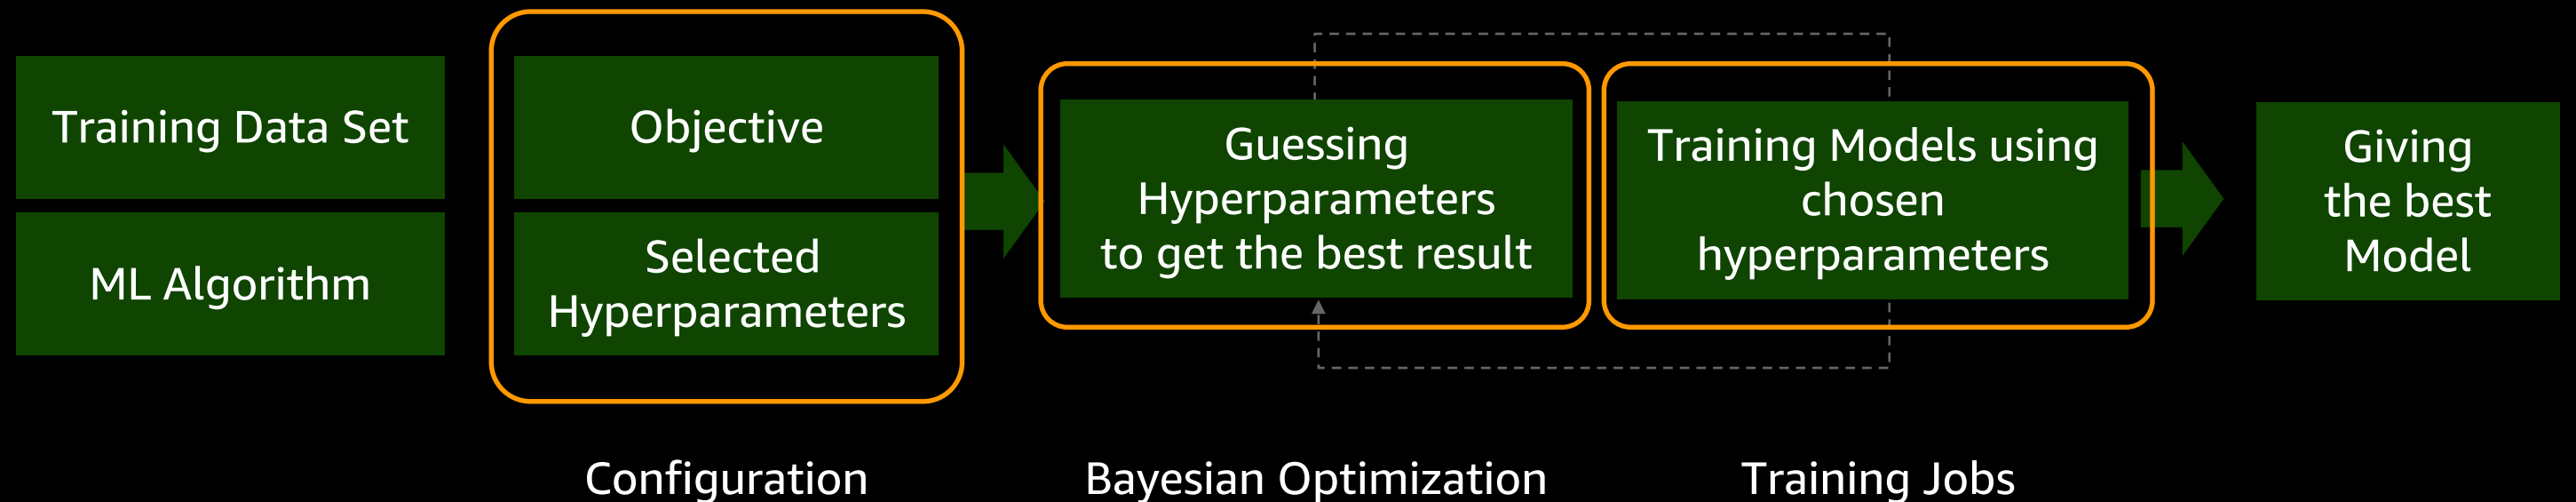 Training Data Set
ML Algorithm
Objective
Selected
Hyperparameters
Configuration
Guessing
Hyperparameters
to get the best result
Bayesian Optimization
Training Models using
chosen
hyperparameters
Training Jobs
Giving
the best
Model